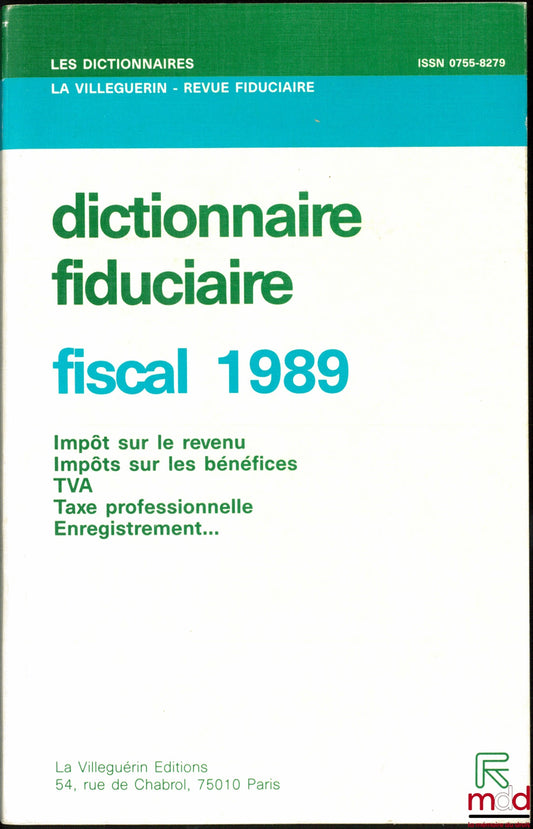 LES DICTIONNAIRES ISSN 0755-8279
LA VILLEGUERIN - REVUE FIDUCIAIRE
dictionnaire
fiduciaire
fiscal 1989
Impôt sur le revenu
Impôts sur les bénéfices
TVA
Taxe professionnelle
Enregistrement...
La Villeguérin Editions
54, rue de Chabrol, 75010 Paris
mdd